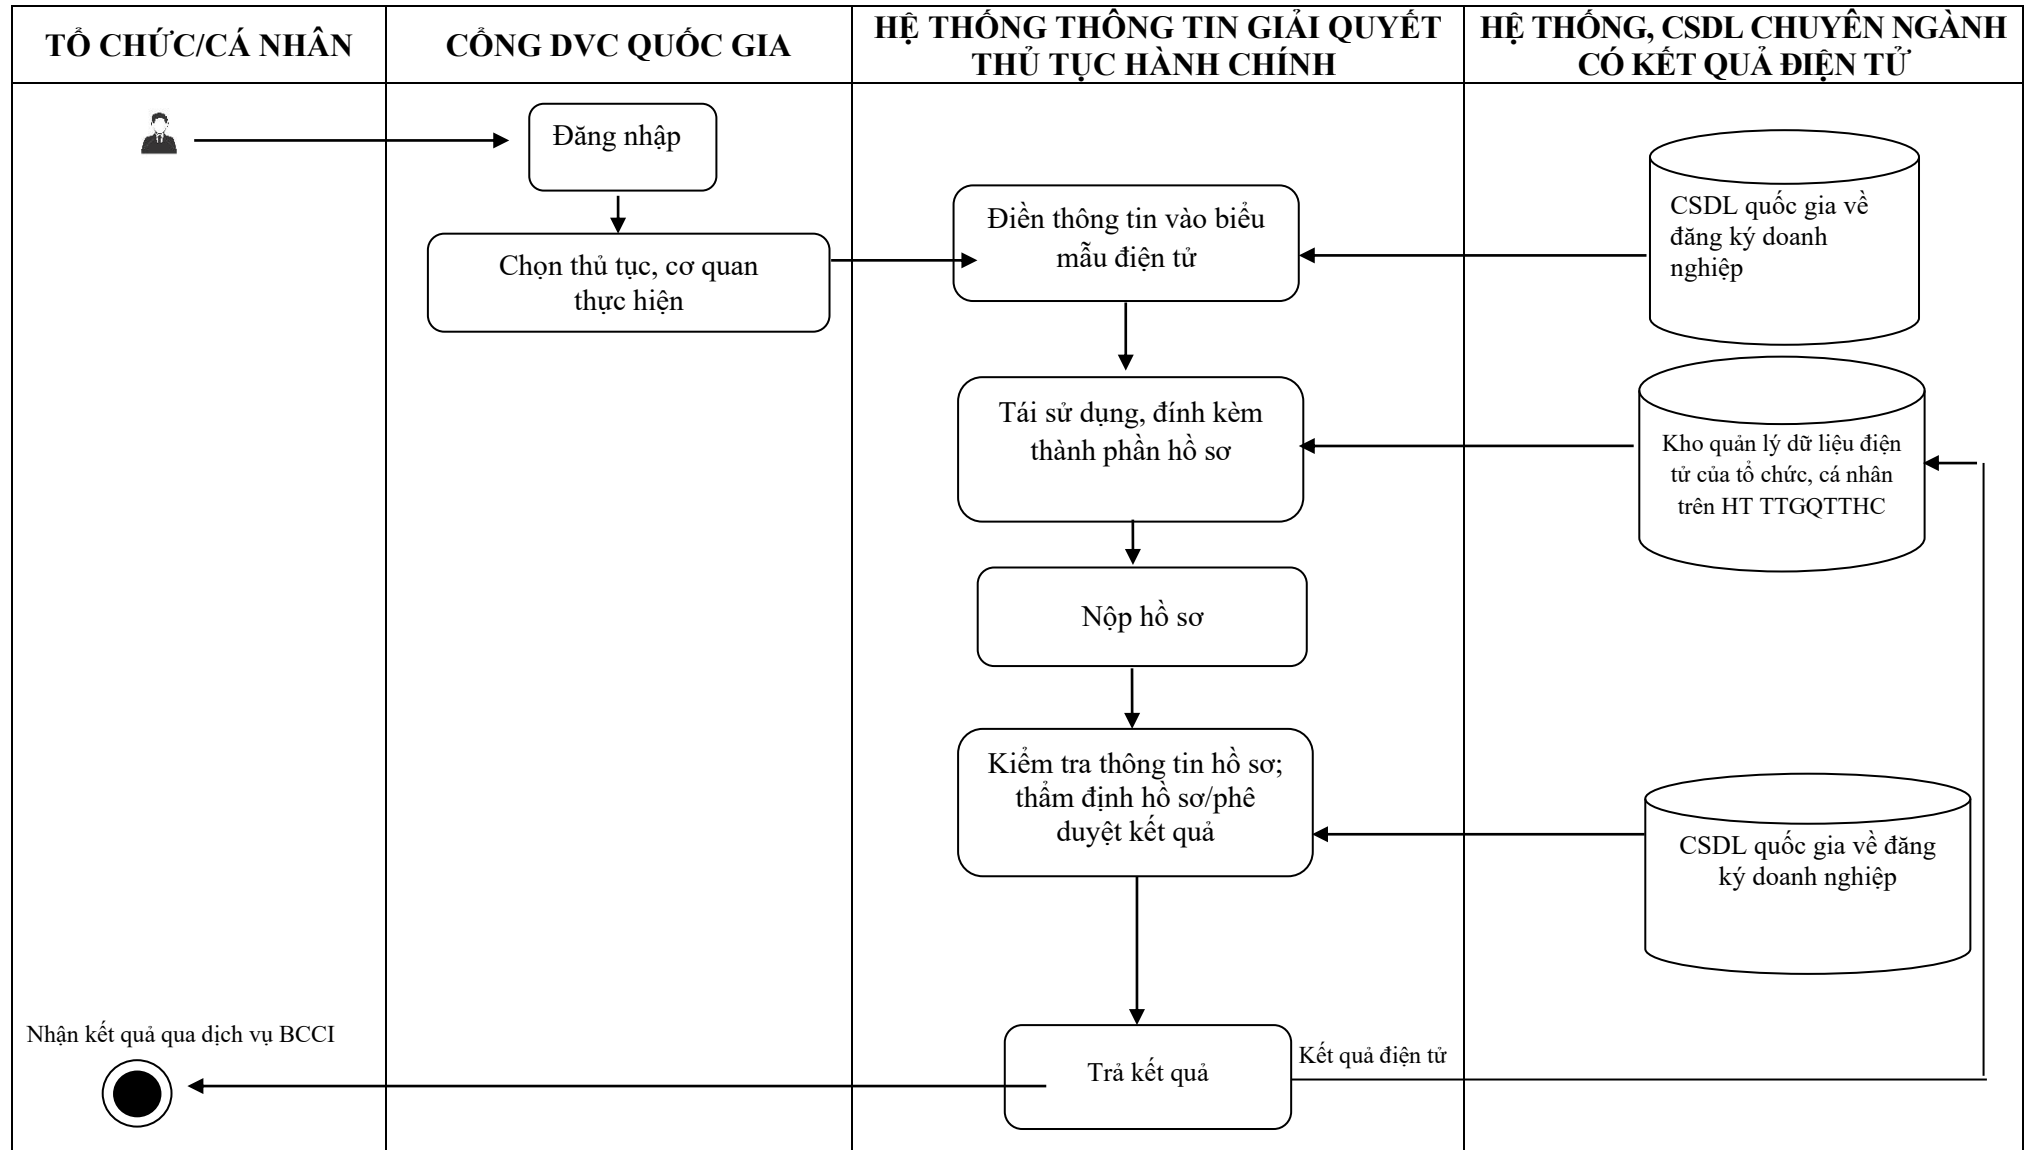 TỔ CHỨC/CÁ NHÂN
CỔNG DVC QUỐC GIA
HỆ THỐNG THÔNG TIN GIẢI QUYẾT
THỦ TỤC HÀNH CHÍNH
HỆ THỐNG, CSDL CHUYÊN NGÀNH
CÓ KẾT QUẢ ĐIỆN TỬ
Đăng nhập
Chọn thủ tục, cơ quan
thực hiện
Điền thông tin vào biểu
mẫu điện tử
CSDL quốc gia về
đăng ký doanh
nghiệp
Tái sử dụng, đính kèm
thành phần hồ sơ
Kho quản lý dữ liệu điện
tử của tổ chức, cá nhân
trên HT TTGQTTHC
Nộp hồ sơ
Kiểm tra thông tin hồ sơ;
thẩm định hồ sơ/phê
duyệt kết quả
CSDL quốc gia về đăng
ký doanh nghiệp
Nhận kết quả qua dịch vụ BCCI
Trả kết quả
Kết quả điện tử